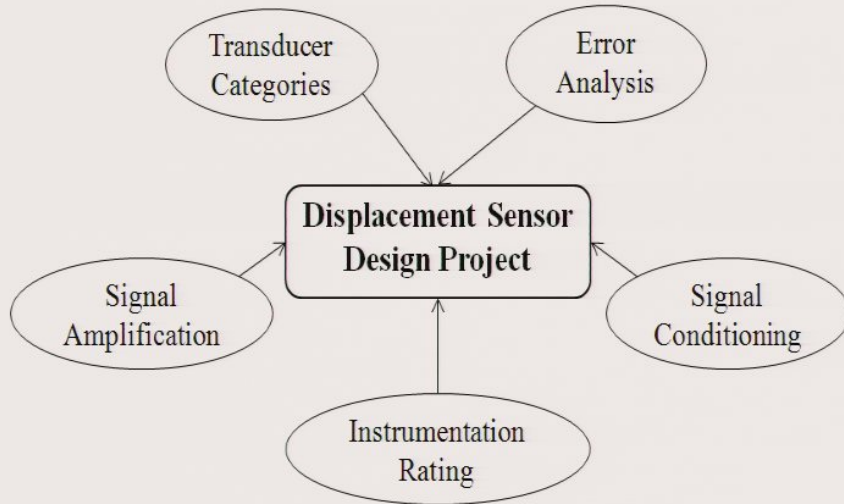 Transducer
Categories
Error
Analysis
Displacement Sensor
Design Project
Signal
Amplification
Signal
Conditioning
Instrumentation
Rating